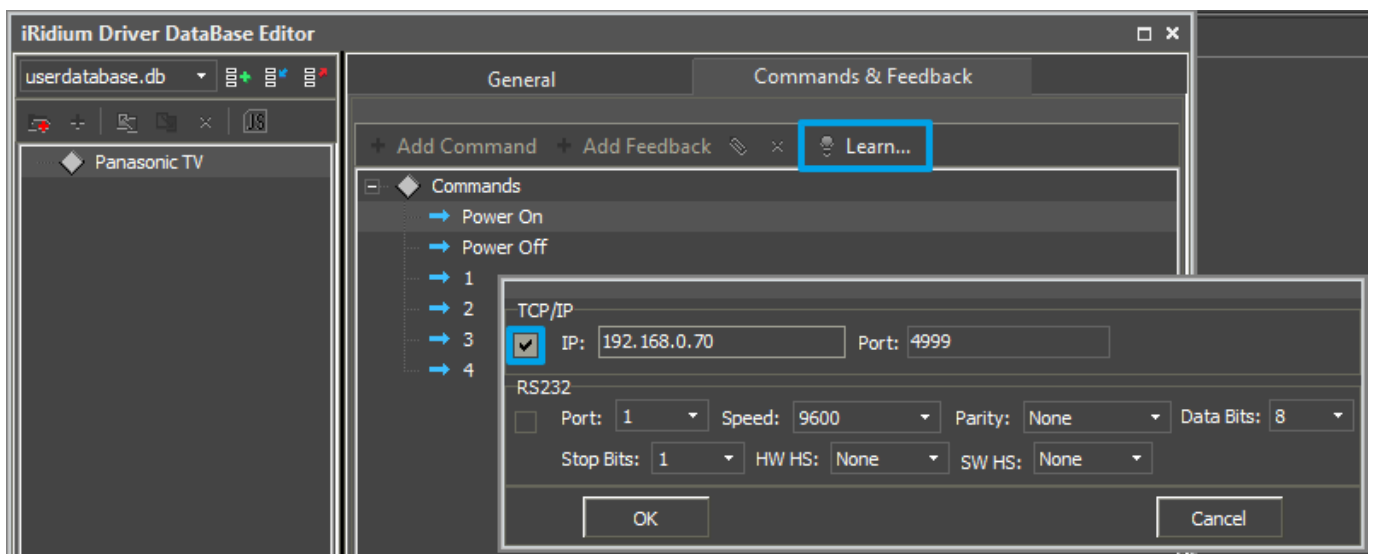 iRidium Driver DataBase Editor
userdatabase.db
JS
Panasonic TV
General
Commands & Feedback
Add Command
Add Feedback
Learn...
Commands
Power On
Power Off
1
2
3
4
TCP/IP
IP: 192.168.0.70 Port: 4999
RS232
Port: 1 Speed: 9600 Parity: None Data Bits: 8
Stop Bits: 1 HW HS: None SW HS: None
OK
Cancel